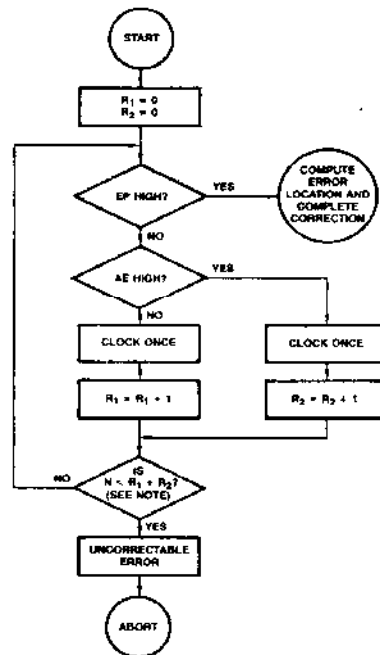 START
R1 = 0
R2 = 0
EP HIGH?
YES
COMPUTE
ERROR
LOCATION AND
COMPLETE
CORRECTION
NO
AE HIGH?
YES
NO
CLOCK ONCE
CLOCK ONCE
R1 = R1 + 1
R2 = R2 + 1
IS
N < R1 + R2?
(SEE NOTE)
NO
YES
UNCORRECTABLE
ERROR
ABORT